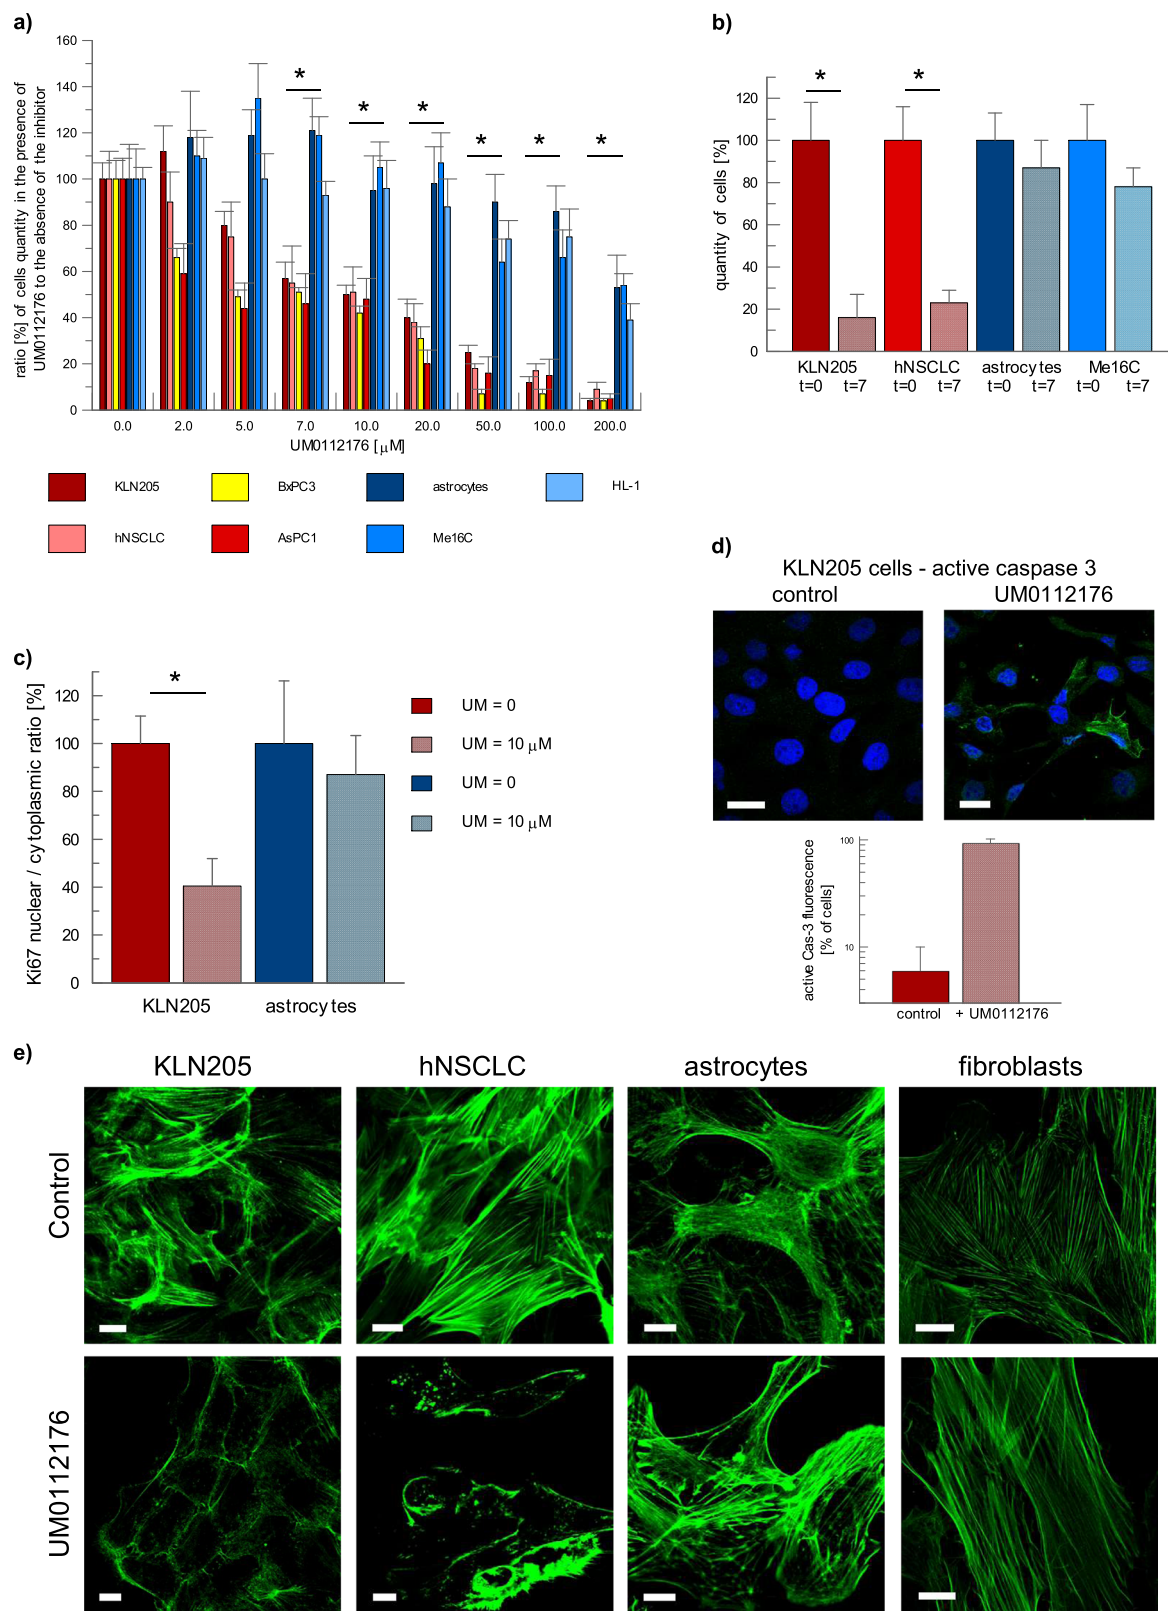 a)
ratio [%] of cells quantity in the presence of
UM0112176 to the absence of the inhibitor
160
140
120
100
80
60
40
20
0
* * * * * *
0.0 2.0 5.0 7.0 10.0 20.0 50.0 100.0 200.0
UM0112176 [μM]
KLN205 BxPC3 astrocytes HL-1
hNSCLC AsPC1 Me16C
b)
quantity of cells [%]
120
100
80
60
40
20
0
* *
KLN205 hNSCLC astrocytes Me16C
t=0 t=7 t=0 t=7 t=0 t=7 t=0 t=7
c)
Ki67 nuclear / cytoplasmic ratio [%]
120
100
80
60
40
20
0
*
KLN205 astrocytes
UM = 0
UM = 10 μM
UM = 0
UM = 10 μM
d)
KLN205 cells - active caspase 3
control UM0112176
active Cas-3 fluorescence
[% of cells]
100
10
control + UM0112176
e)
KLN205 hNSCLC astrocytes fibroblasts
Control
UM0112176